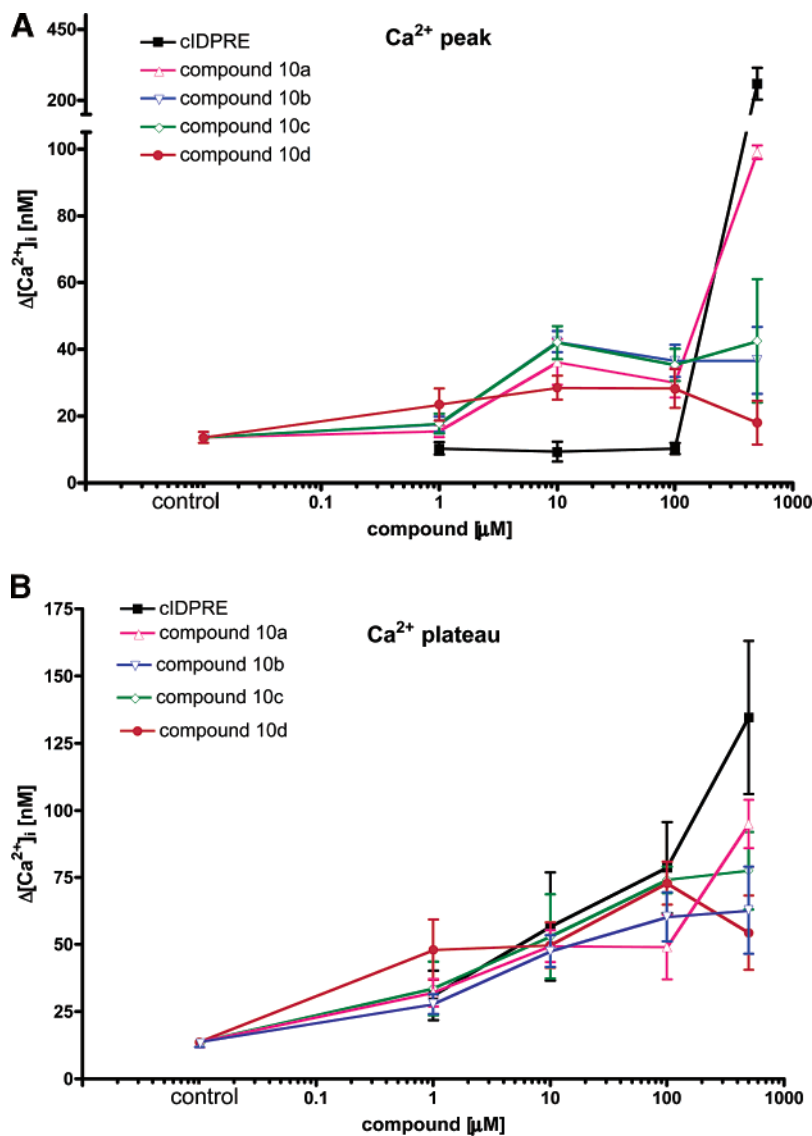 A
Ca²⁺ peak
cIDPRE
compound 10a
compound 10b
compound 10c
compound 10d
450
200
100
80
60
40
20
0
Δ[Ca²⁺]i [nM]
control
0.1
1
10
100
1000
compound [µM]
B
Ca²⁺ plateau
cIDPRE
compound 10a
compound 10b
compound 10c
compound 10d
175
150
125
100
75
50
25
0
Δ[Ca²⁺]i [nM]
control
0.1
1
10
100
1000
compound [µM]